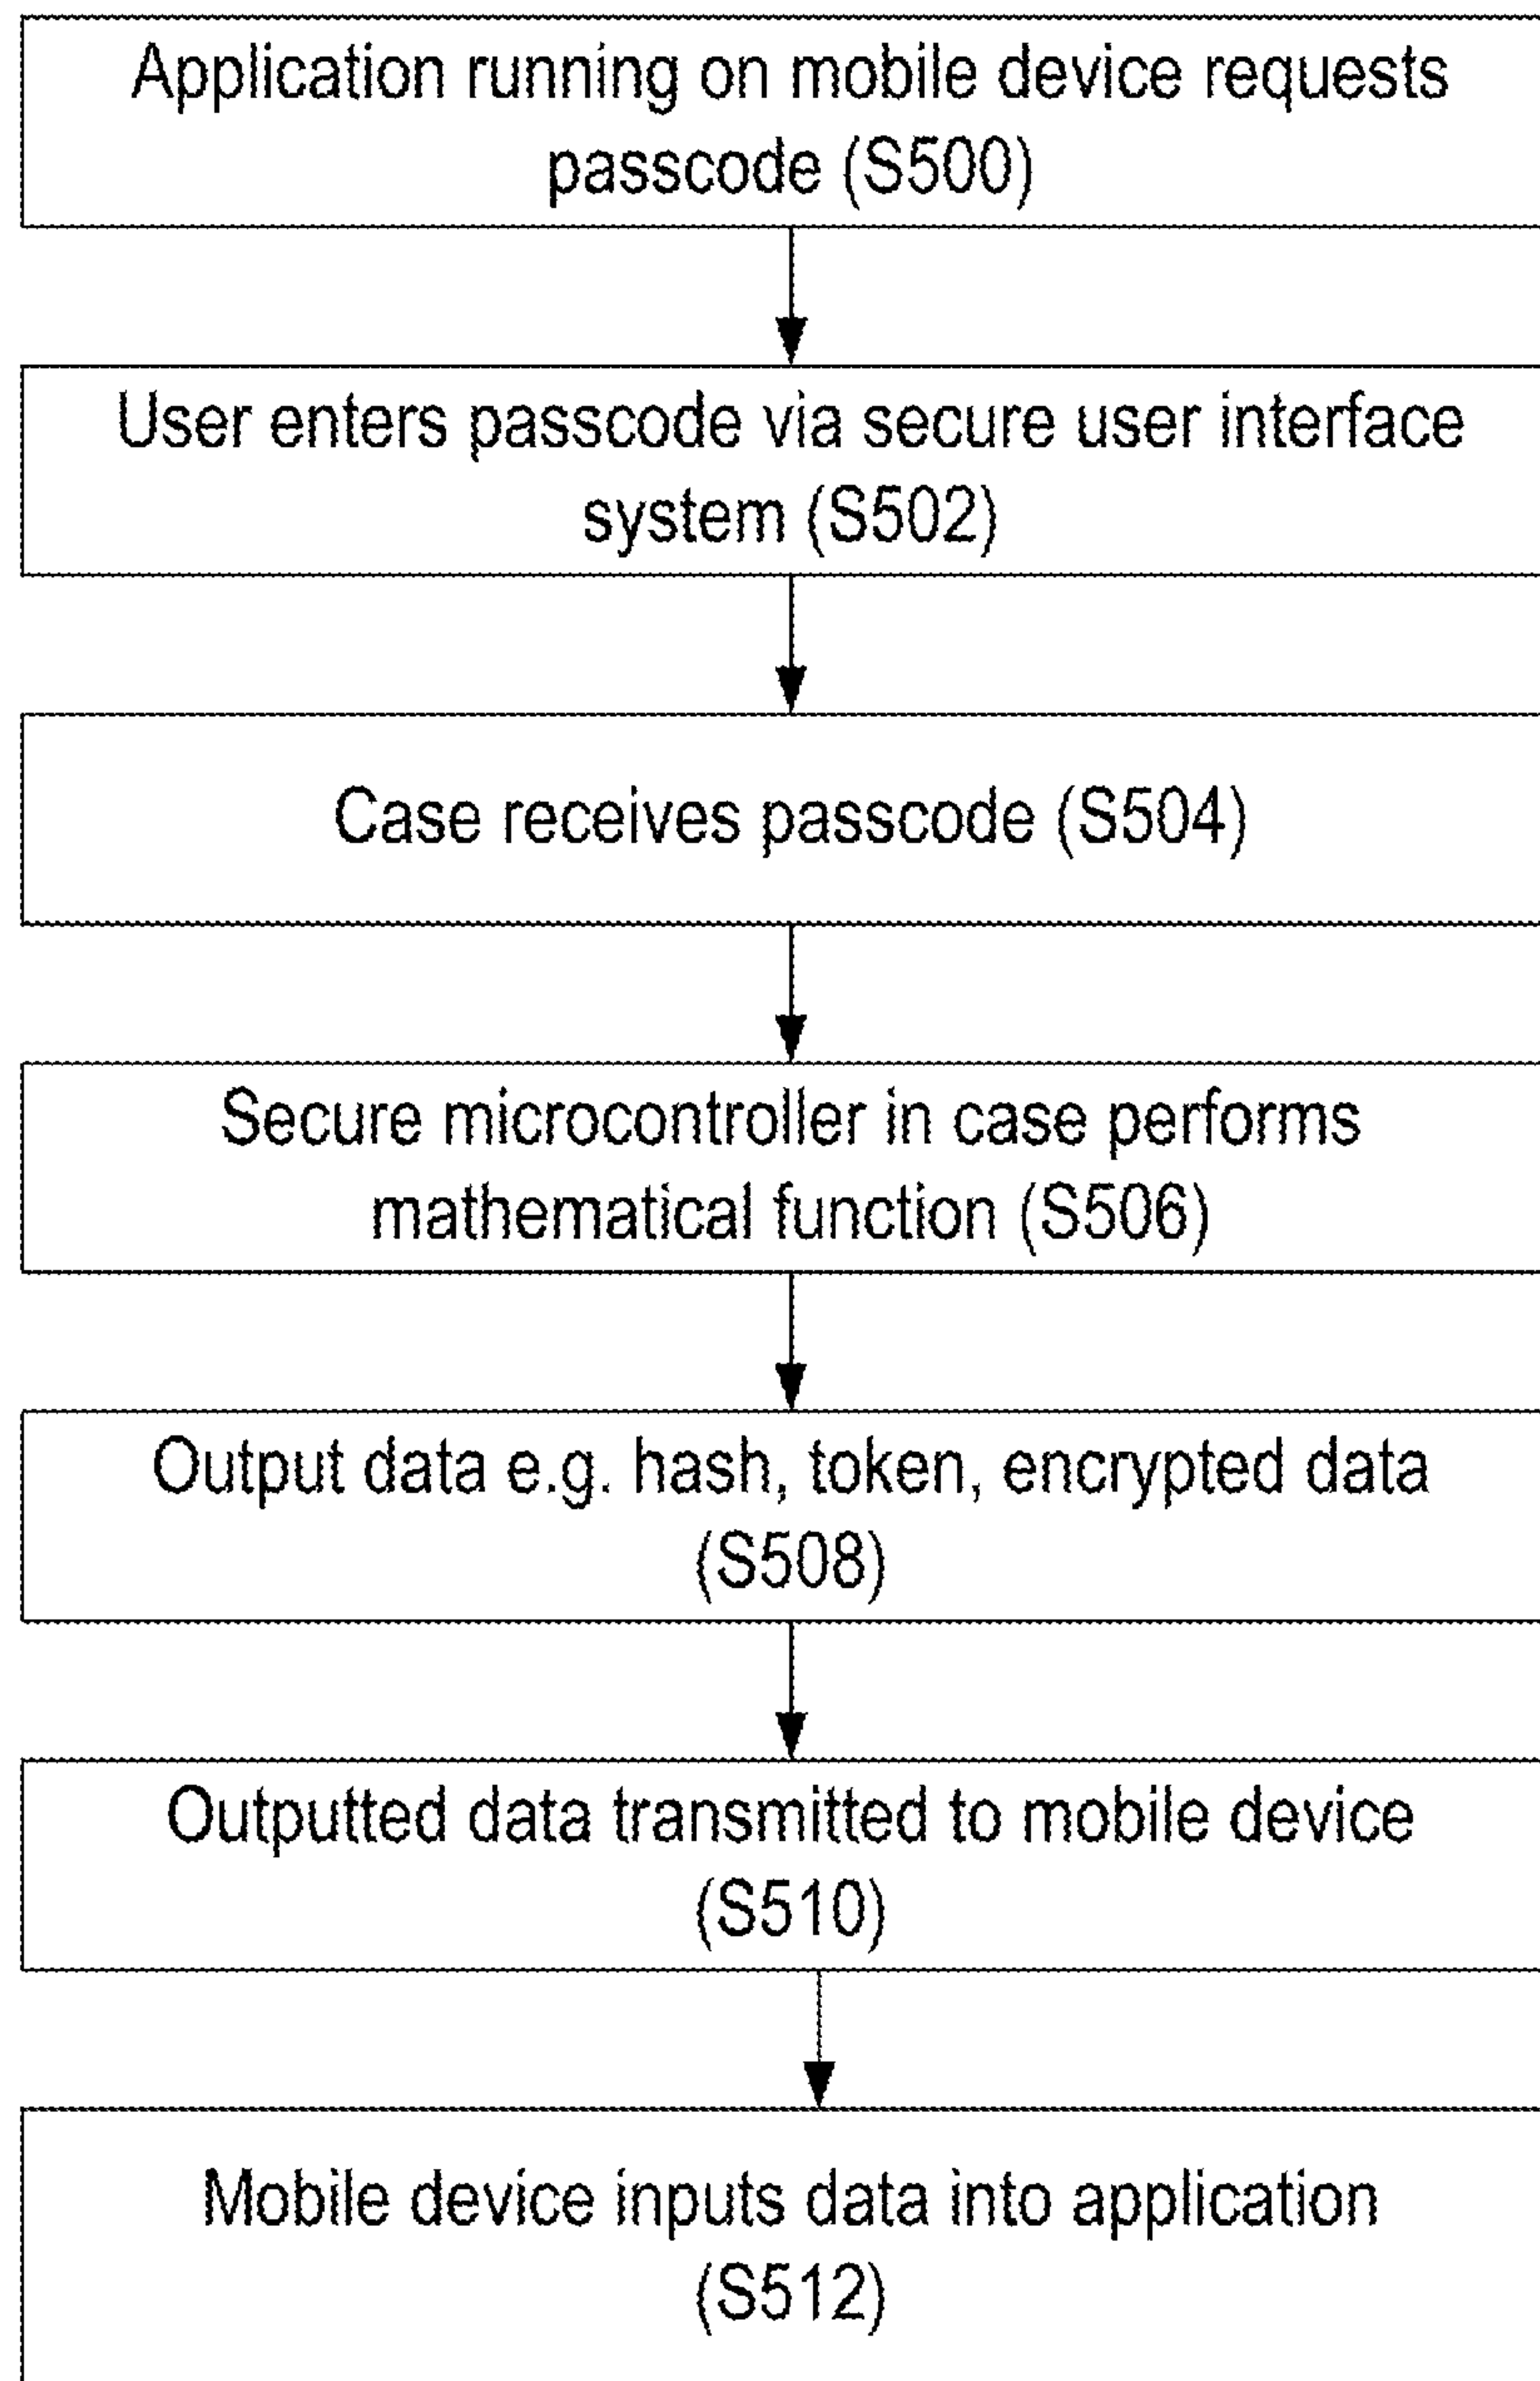 Application running on mobile device requests
passcode (S500)
User enters passcode via secure user interface
system (S502)
Case receives passcode (S504)
Secure microcontroller in case performs
mathematical function (S506)
Output data e.g. hash, token, encrypted data
(S508)
Outputted data transmitted to mobile device
(S510)
Mobile device inputs data into application
(S512)